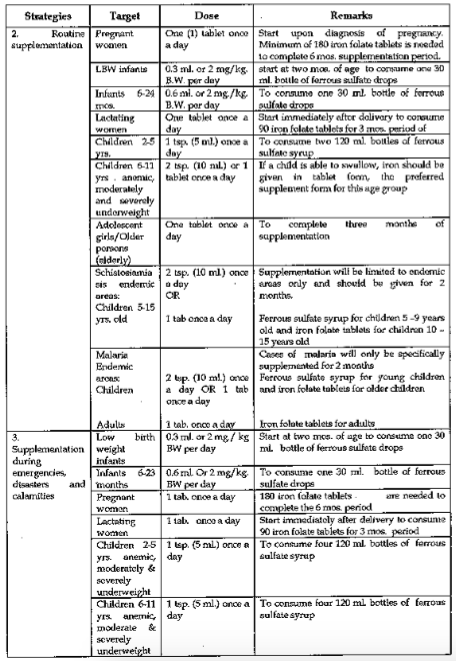 Strategies Target Dose Remarks
2. Routine supplementation
Pregnant women
One (1) tablet once a day
Start upon diagnosis of pregnancy.
Minimum of 180 iron folate tablets is needed
to complete 6 mos. supplementation period.
LBW infants
0.3 ml. or 2 mg/kg. B.W. per day
start at two mos. of age to consume one 30
ml. bottle of ferrous sulfate drops
Infants 6-24 mos.
0.6 ml. or 2 mg/kg. B.W. per day
To consume one 30 ml. bottle of ferrous
sulfate drops
Lactating women
One tablet once a day
Start immediately after delivery to consume
90 iron folate tablets for 3 mos. period of
Children 2-5 yrs.
1 tsp. (5 ml.) once a day
To consume two 120 ml. bottles of ferrous
sulfate syrup
Children 6-11
yrs . anemic,
moderately
and severely
underweight
2 tsp. (10 ml.) or 1
tablet once a day
If a child is able to swallow, iron should be
given in tablet form, the preferred
supplement form for this age group
Adolescent
girls/Older
persons
(elderly)
One tablet once a
day
To complete three months of
supplementation
Schistosiamia
sis endemic
areas:
Children 5-15
yrs. old
2 tsp. (10 ml.) once
a day
OR
1 tab once a day
Supplementation will be limited to endemic
areas only and should be given for 2
months.
Ferrous sulfate syrup for children 5 -9 years
old and iron folate tablets for children 10 -
15 years old
Malaria
Endemic
areas:
Children
2 tsp. (10 ml.) once
a day OR 1 tab
once a day
Cases of malaria will only be specifically
supplemented for 2 months
Ferrous sulfate syrup for young children
and iron folate tablets for older children
Adults
1 tab. once a day
Iron folate tablets for adults
3.
Supplementation
during
emergencies,
disasters and
calamities
Low birth
weight
infants
0.3 ml. or 2 mg / kg
BW per day
Start at two mos. of age to consume one 30
ml. bottle of ferrous sulfate drops
Infants 6-23
months
0.6 ml. Or 2 mg/kg.
BW per day
To consume one 30 ml. bottle of ferrous
sulfate drops
Pregnant
women
1 tab. once a day
180 iron folate tablets are needed to
complete the 6 mos. period
Lactating
women
1 tab. once a day
Start immediately after delivery to consume
90 iron folate tablets for 3 mos. period
Children 2-5
yrs. anemic,
moderately &
severely
underweight
1 tsp. (5 ml.) once a
day
To consume four 120 ml. bottles of ferrous
sulfate syrup
Children 6-11
yrs. anemic,
moderate &
severely
underweight
1 tsp. (5 ml.) once a
day
To consume four 120 ml. bottles of ferrous
sulfate syrup